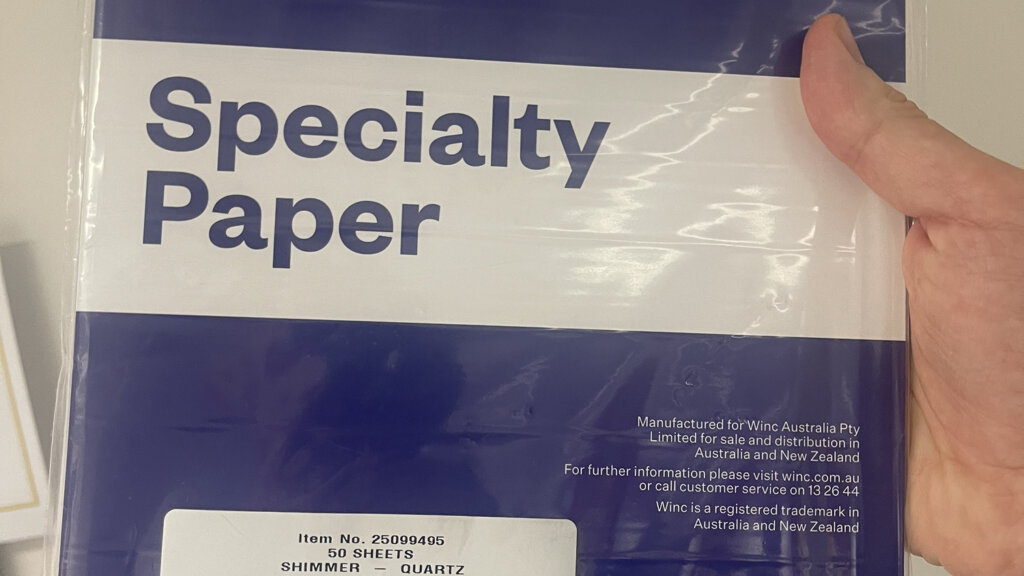 Specialty
Paper
Manufactured for Winc Australia Pty
Limited for sale and distribution in
Australia and New Zealand
For further information please visit winc.com.au
or call customer service on 13 26 44
Winc is a registered trademark in
Australia and New Zealand
Item No. 25099495
50 SHEETS
SHIMMER — QUARTZ